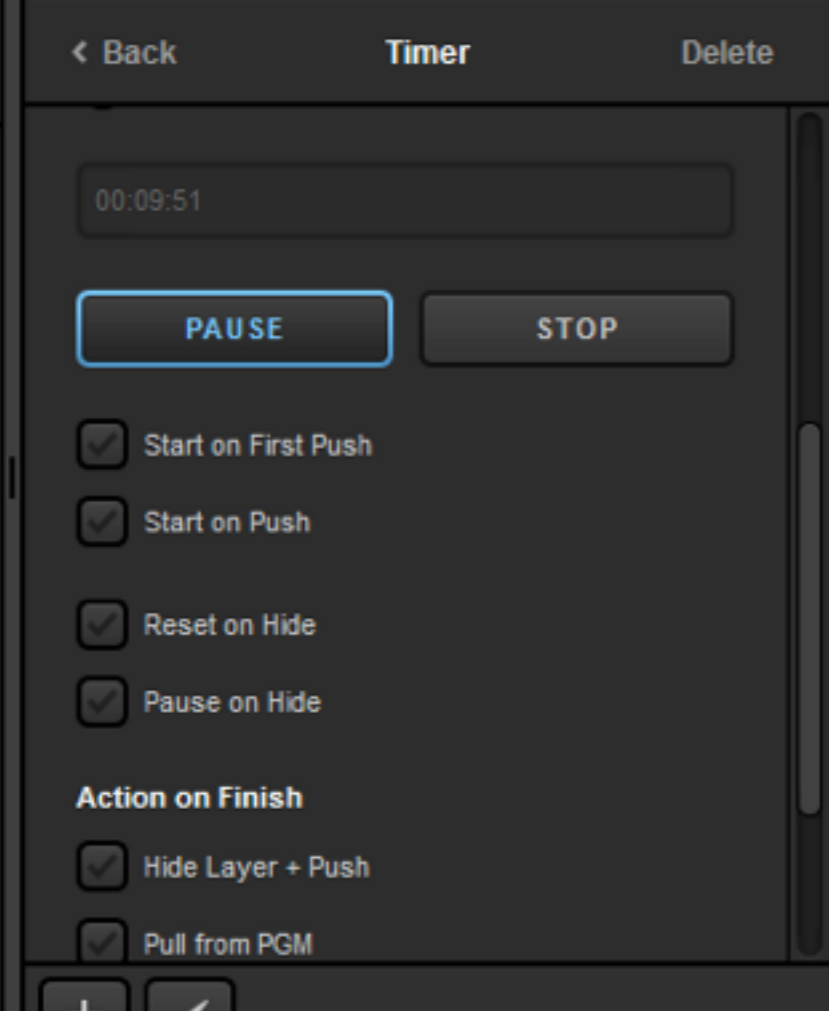 Back Timer Delete
00:09:51
PAUSE STOP
Start on First Push
Start on Push
Reset on Hide
Pause on Hide
Action on Finish
Hide Layer + Push
Pull from PGM